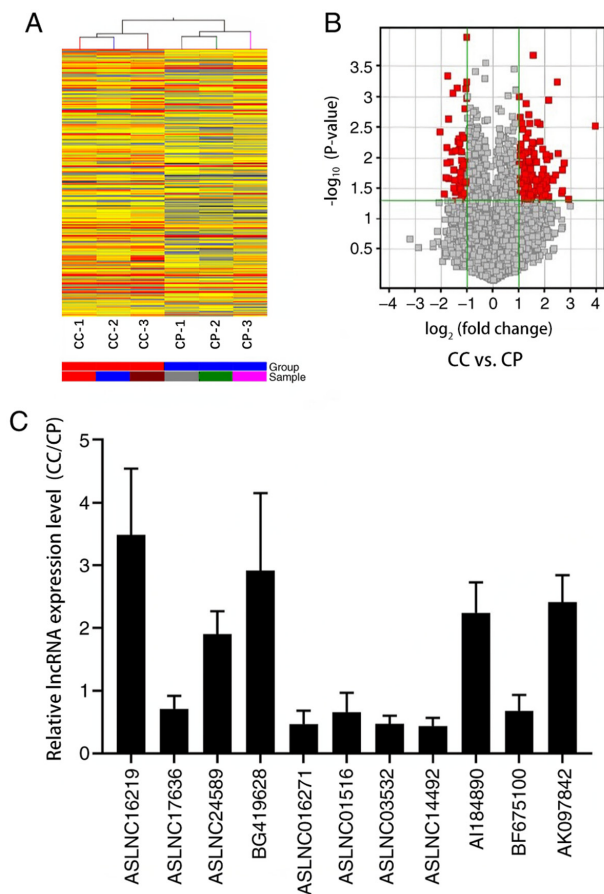 A
CC-1
CC-2
CC-3
CP-1
CP-2
CP-3
Group
Sample
B
-log₁₀ (P-value)
3.5
3
2.5
2
1.5
1
0.5
−4 −3 −2 −1 0 1 2 3 4
log₂ (fold change)
CC vs. CP
C
Relative lncRNA expression level (CC/CP)
5
4
3
2
1
0
ASLNC16219
ASLNC17636
ASLNC24589
BG419628
ASLNC016271
ASLNC01516
ASLNC03532
ASLNC14492
AI184890
BF675100
AK097842